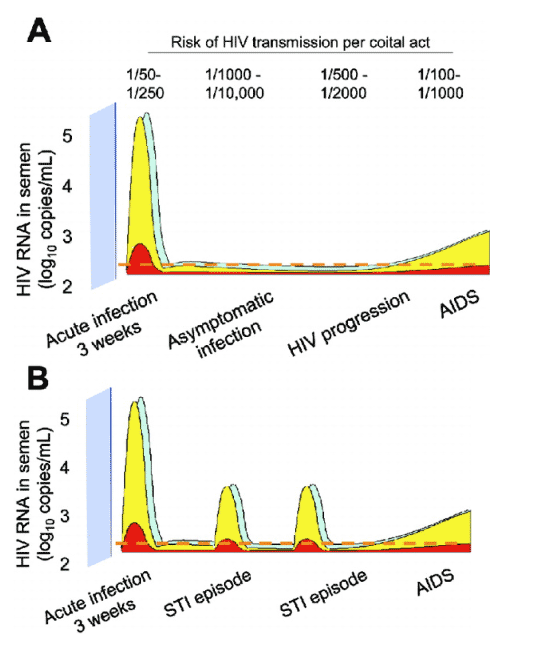 A
Risk of HIV transmission per coital act
1/50-
1/250
1/1000 -
1/10,000
1/500 -
1/2000
1/100-
1/1000
HIV RNA in semen
(log10 copies/mL)
5
4
3
2
Acute infection
3 weeks
Asymptomatic
infection
HIV progression
AIDS
B
HIV RNA in semen
(log10 copies/mL)
5
4
3
2
Acute infection
3 weeks
STI episode
STI episode
AIDS